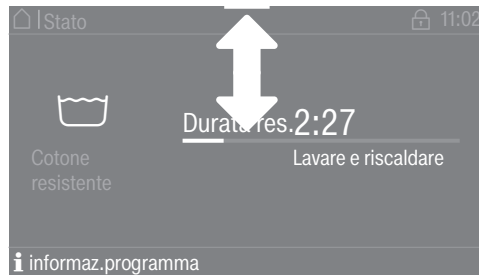 Stato 11:02
Durata res. 2:27
Cotone
resistente
Lavare e riscaldare
i informaz.programma